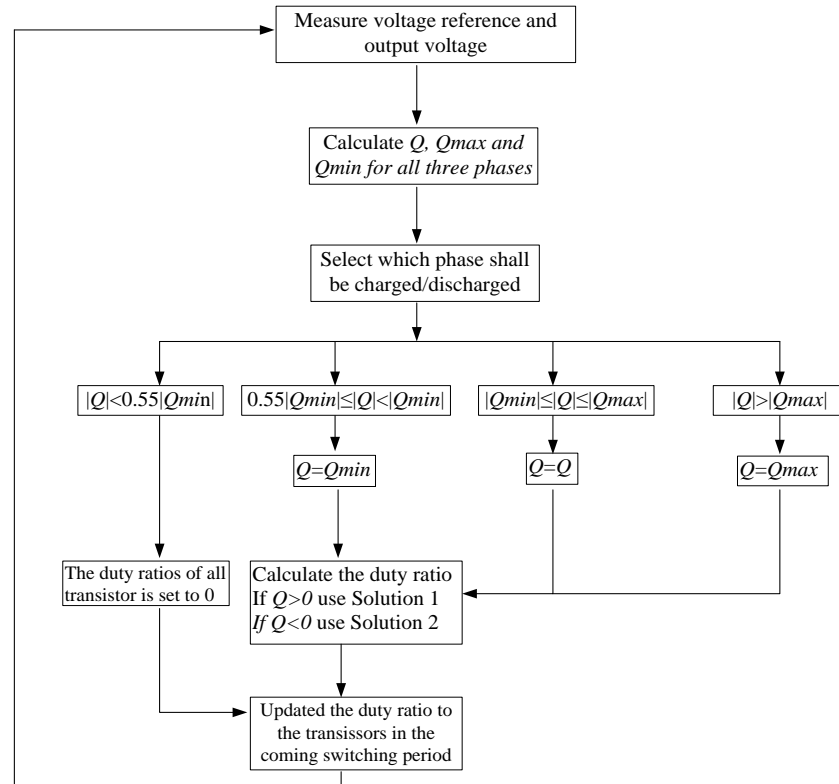 Measure voltage reference and
output voltage
Calculate Q, Qmax and
Qmin for all three phases
Select which phase shall
be charged/discharged
|Q|<0.55|Qmin|
0.55|Qmin|≤|Q|<|Qmin|
|Qmin|≤|Q|≤|Qmax|
|Q|>|Qmax|
Q=Qmin
Q=Q
Q=Qmax
The duty ratios of all
transistor is set to 0
Calculate the duty ratio
If Q>0 use Solution 1
If Q<0 use Solution 2
Updated the duty ratio to
the transissors in the
coming switching period